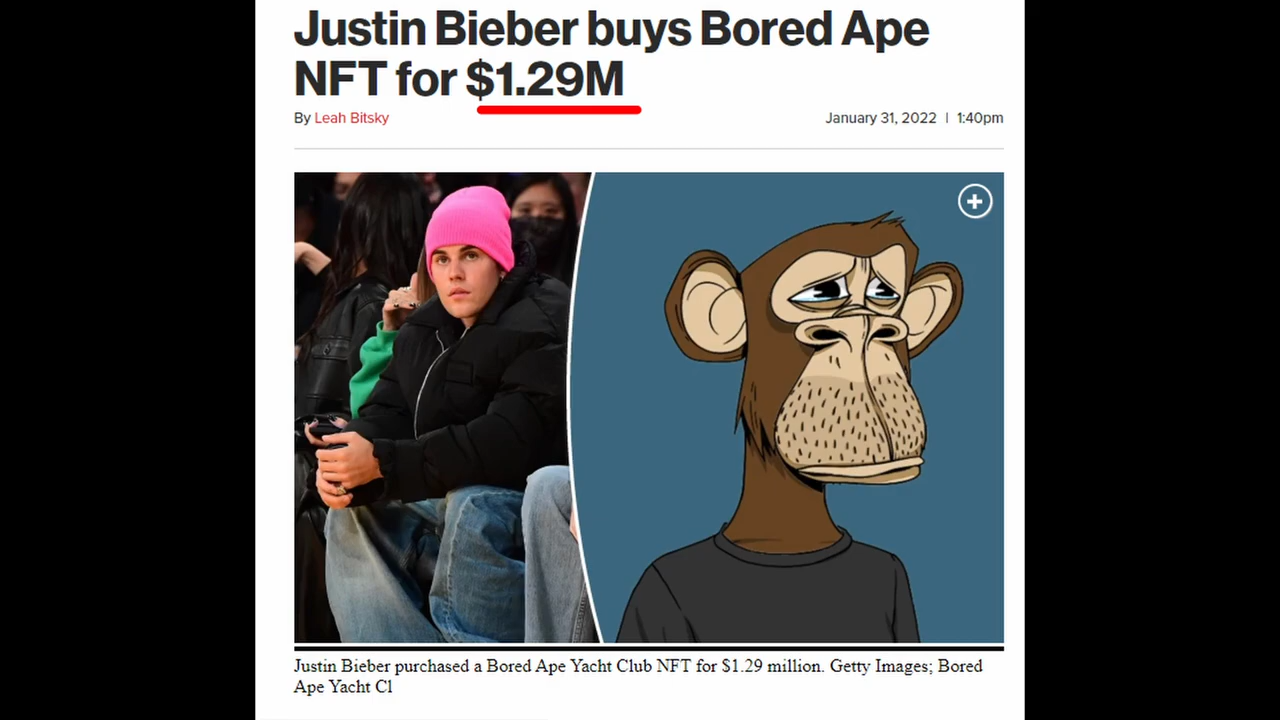 Justin Bieber buys Bored Ape
NFT for $1.29M
By Leah Bitsky
January 31, 2022 | 1:40pm
Justin Bieber purchased a Bored Ape Yacht Club NFT for $1.29 million. Getty Images; Bored
Ape Yacht Cl